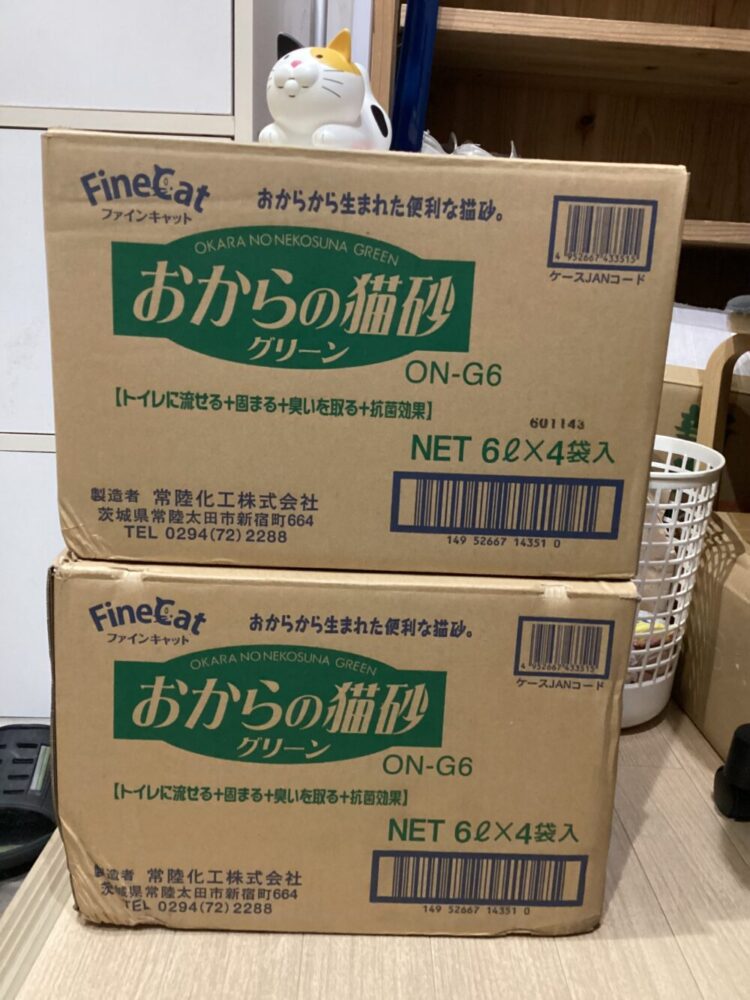 FineCat
ファインキャット
おからから生まれた便利な猫砂。
4 952667 433515
ケースJANコード
OKARA NO NEKOSUNA GREEN
おからの猫砂
グリーン
ON-G6
【トイレに流せる+固まる+臭いを取る+抗菌効果】
601143
NET 6ℓ×4袋入
製造者 常陸化工株式会社
茨城県常陸太田市新宿町664
TEL 0294(72)2288
149 52667 14351 0
FineCat
ファインキャット
おからから生まれた便利な猫砂。
4 952667 433515
ケースJANコード
OKARA NO NEKOSUNA GREEN
おからの猫砂
グリーン
ON-G6
【トイレに流せる+固まる+臭いを取る+抗菌効果】
NET 6ℓ×4袋入
製造者 常陸化工株式会社
茨城県常陸太田市新宿町664
TEL 0294(72)2288
149 52667 14351 0